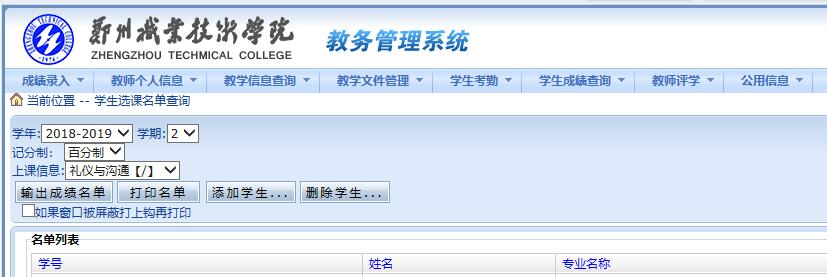 郑州职业技术学院
ZHENGZHOU TECHMICAL COLLEGE
教务管理系统
成绩录入 教师个人信息 教学信息查询 教学文件管理 学生考勤 学生成绩查询 教师评学 公用信息
当前位置 -- 学生选课名单查询
学年:2018-2019 学期:2
记分制: 百分制
上课信息:礼仪与沟通【/】
输出成绩名单 打印名单 添加学生... 删除学生...
如果窗口被屏蔽打上钩再打印
名单列表
学号 姓名 专业名称